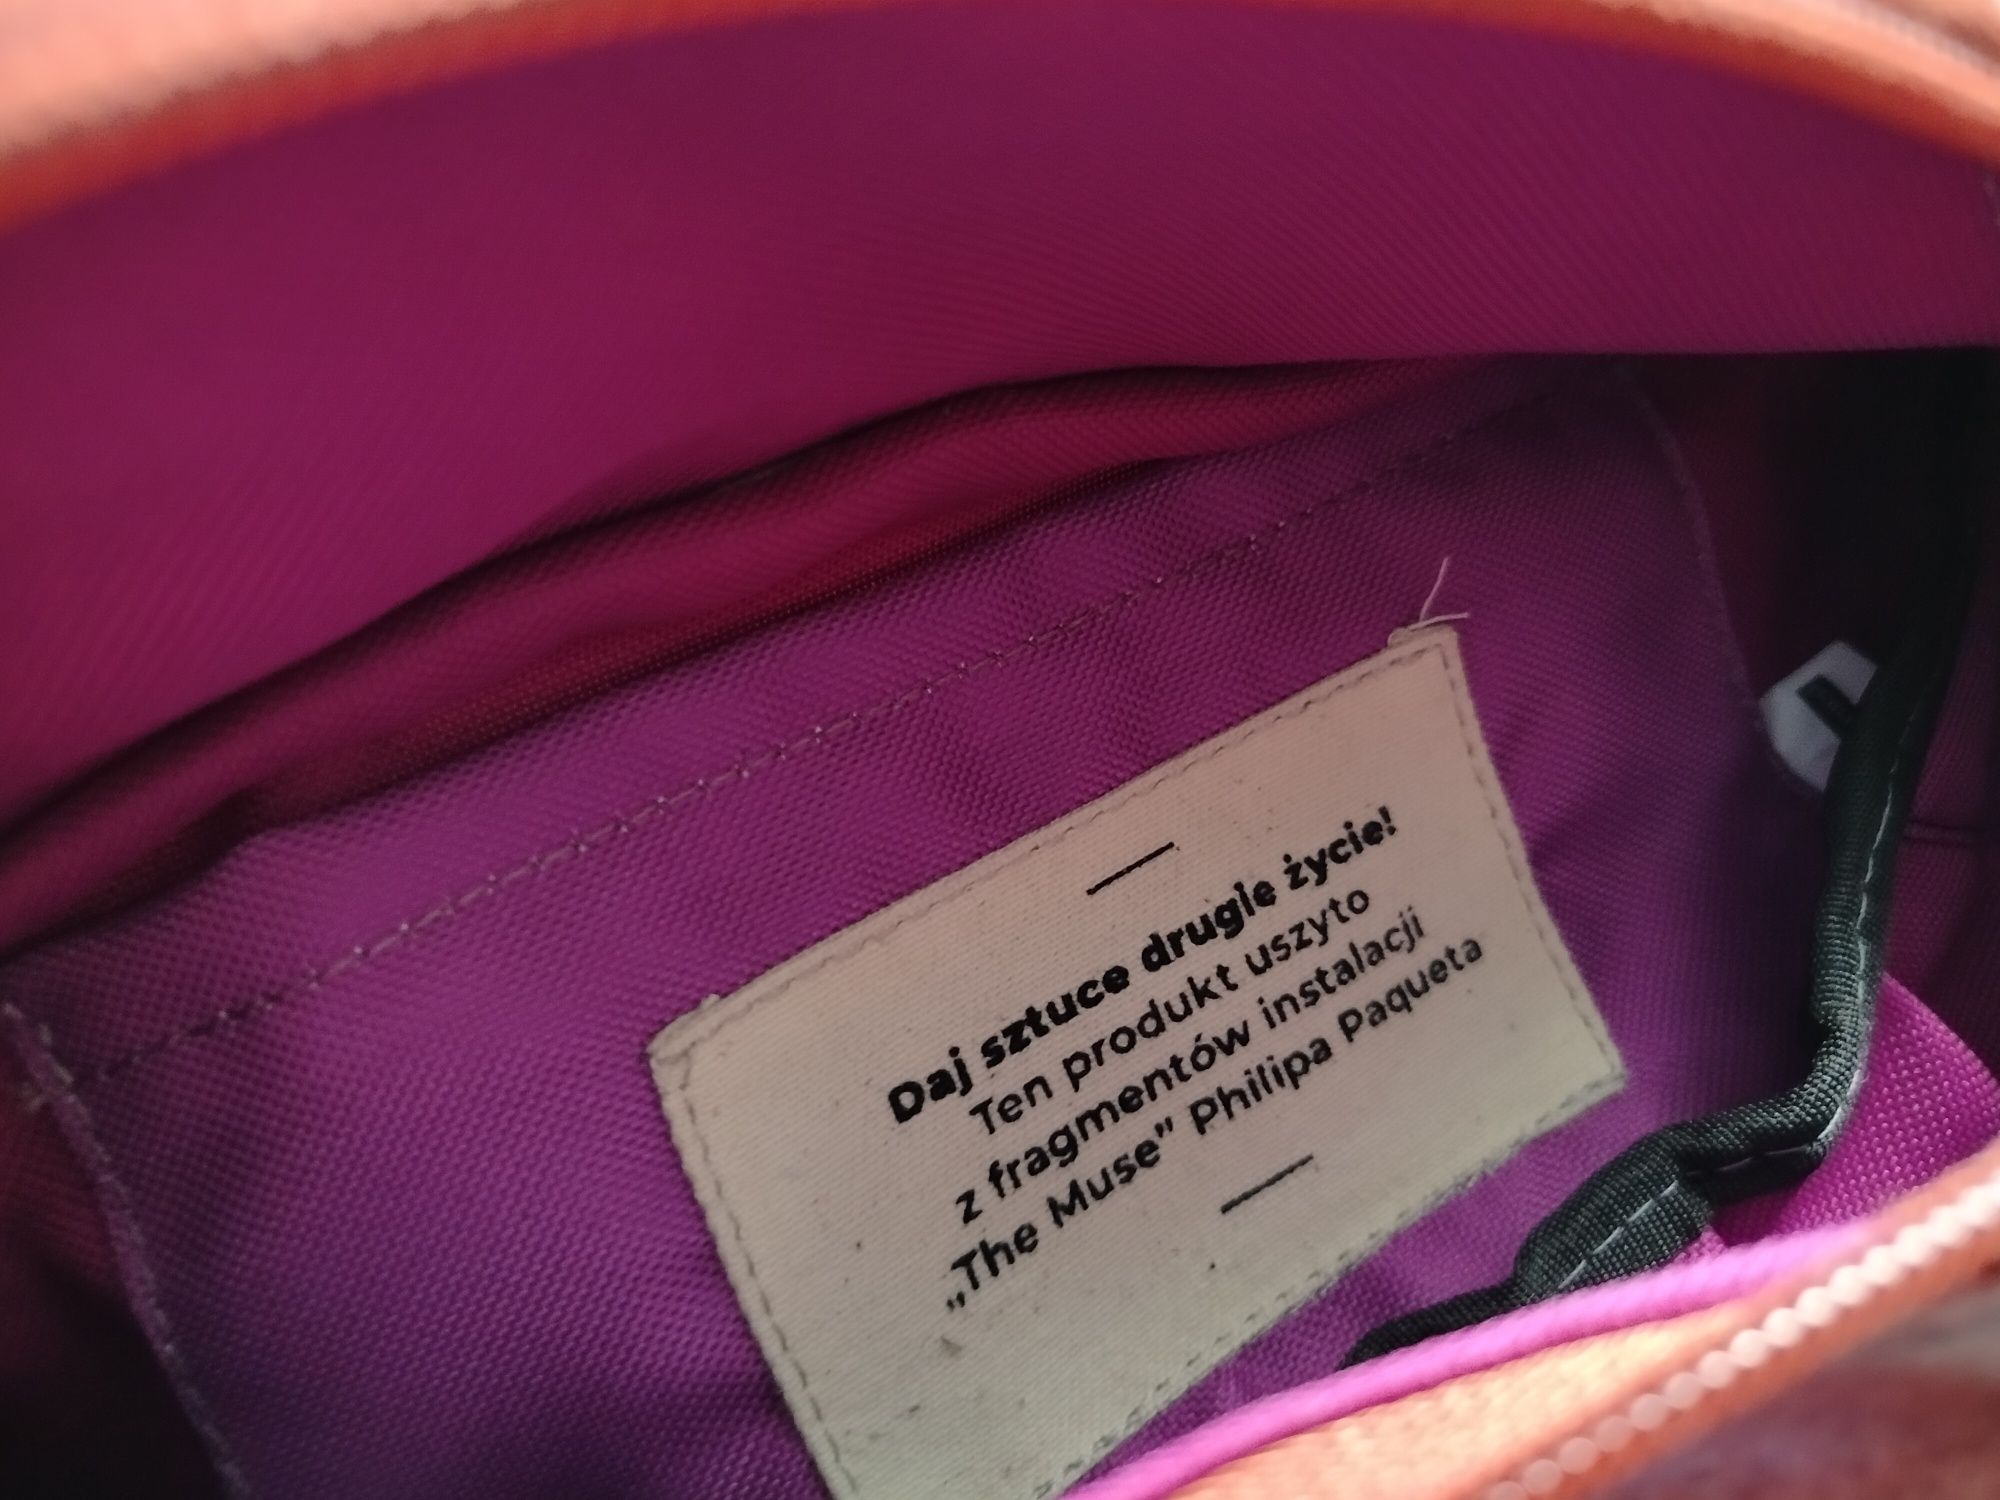 Daj sztuce drugie życie!
Ten produkt uszyto
z fragmentów instalacji
„The Muse” Philipa Paqueta